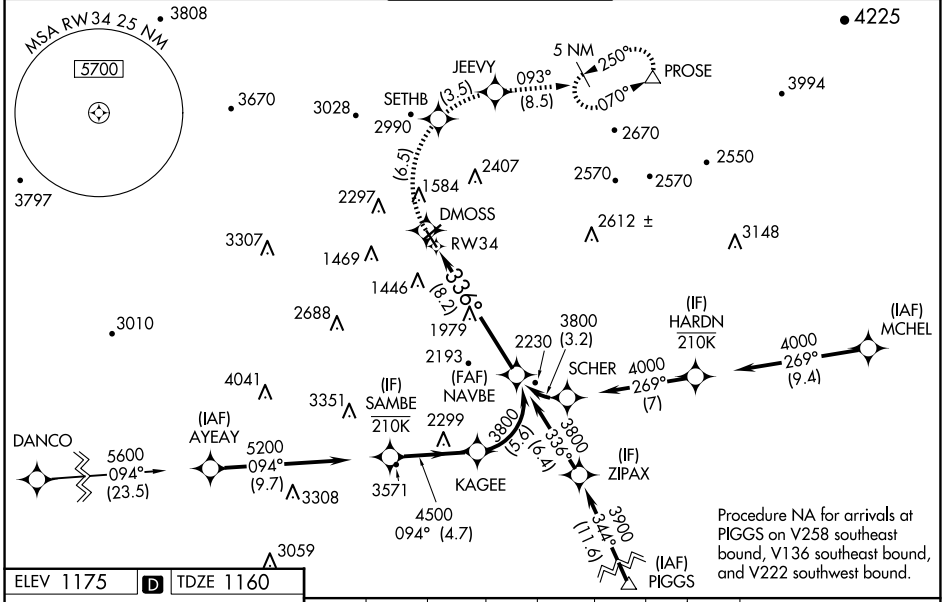 MSA RW34 25 NM
5700
3808
4225
5 NM
250°
070°
PROSE
JEEVY
093°
(8.5)
(3.5)
SETHB
3994
3670
3028
2990
2670
2407
2550
2570
2570
3797
(6.5)
1584
2297
DMOSS
RW34
2612 ±
3148
3307
1469
1446
336°
(8.2)
1979
2688
3010
2193
2230
3800
(3.2)
(IF)
HARDN
210K
(IAF)
MCHEL
4000
269°
(9.4)
4000
269°
(7)
SCHER
(FAF)
NAVBE
4041
3351
(IF)
SAMBE
210K
2299
3800
(5.6)
3800
336°
(6.4)
(IF)
ZIPAX
DANCO
5600
094°
(23.5)
(IAF)
AYEAY
5200
094°
(9.7)
3571
KAGEE
4500
094° (4.7)
3308
3059
3900
344°
(11.6)
(IAF)
PIGGS
Procedure NA for arrivals at
PIGGS on V258 southeast
bound, V136 southeast bound,
and V222 southwest bound.
ELEV 1175 D TDZE 1160